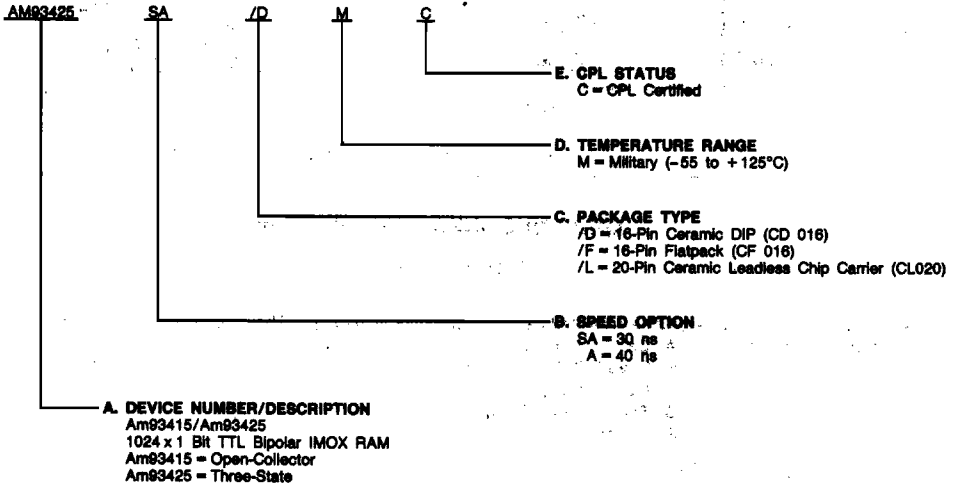 AM93425 SA /D M C
E. CPL STATUS
C = CPL Certified
D. TEMPERATURE RANGE
M = Military (-55 to +125°C)
C. PACKAGE TYPE
/D = 16-Pin Ceramic DIP (CD 016)
/F = 16-Pin Flatpack (CF 016)
/L = 20-Pin Ceramic Leadless Chip Carrier (CL020)
B. SPEED OPTION
SA = 30 ns
A = 40 ns
A. DEVICE NUMBER/DESCRIPTION
Am93415/Am93425
1024 x 1 Bit TTL Bipolar IMOX RAM
Am93415 = Open-Collector
Am93425 = Three-State